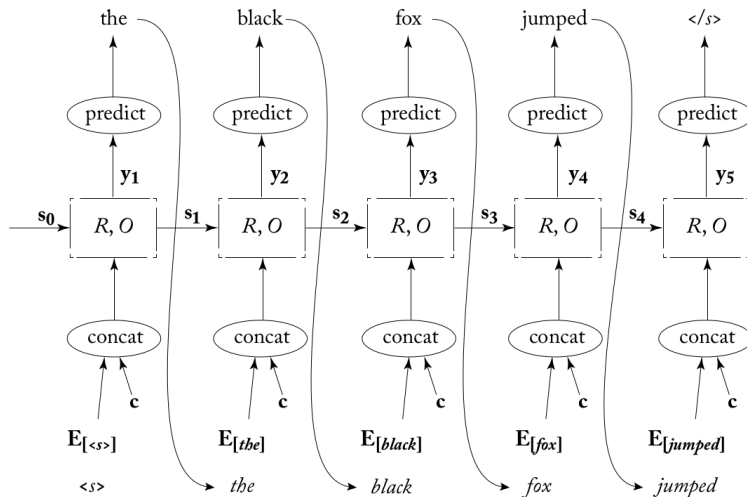 the black fox jumped </s>
predict predict predict predict predict
y1 y2 y3 y4 y5
s0 R, O s1 R, O s2 R, O s3 R, O s4 R, O
concat concat concat concat concat
c c c c c
E[<s>] E[the] E[black] E[fox] E[jumped]
<s> the black fox jumped